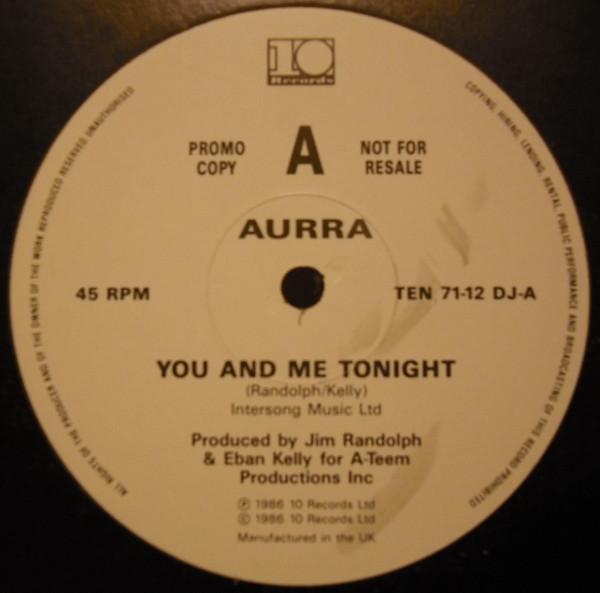 10
Records
PROMO COPY
A
NOT FOR RESALE
AURRA
45 RPM
TEN 71-12 DJ-A
YOU AND ME TONIGHT
(Randolph/Kelly)
Intersong Music Ltd
Produced by Jim Randolph
& Eban Kelly for A-Teem
Productions Inc
℗ 1986 10 Records Ltd
© 1986 10 Records Ltd
Manufactured in the UK
ALL RIGHTS OF THE PRODUCER AND OF THE OWNER OF THE WORK REPRODUCED RESERVED. UNAUTHORISED
COPYING, HIRING, LENDING, RENTAL, PUBLIC PERFORMANCE AND BROADCASTING OF THIS RECORD PROHIBITED